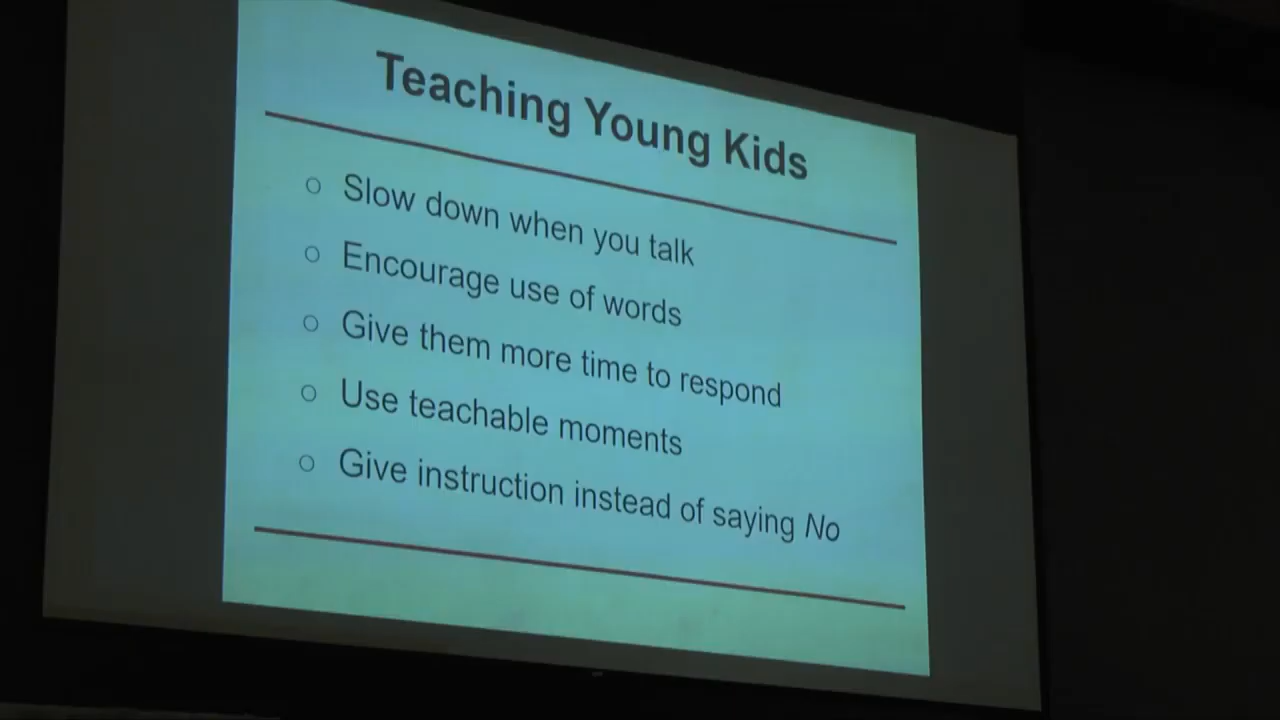 Teaching Young Kids
○ Slow down when you talk
○ Encourage use of words
○ Give them more time to respond
○ Use teachable moments
○ Give instruction instead of saying No